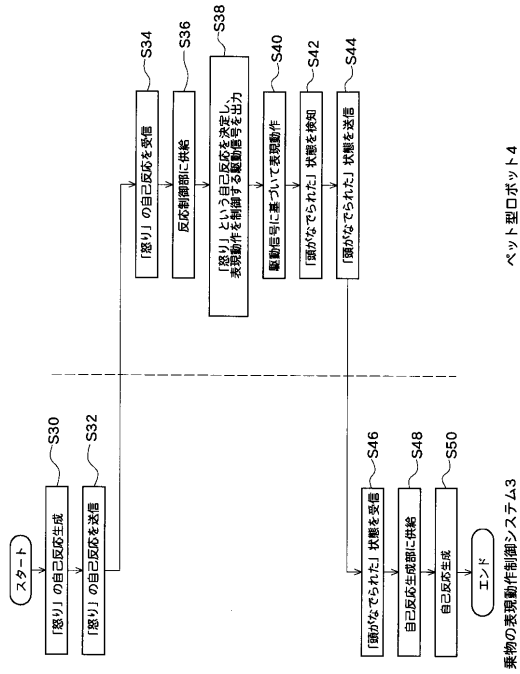 スタート
「怒り」の自己反応生成
S30
「怒り」の自己反応を送信
S32
「怒り」の自己反応を受信
S34
反応制御部に供給
S36
「怒り」という自己反応を決定し、
表現動作を制御する駆動信号を出力
S38
駆動信号に基づいて表現動作
S40
「頭がなでられた」状態を検知
S42
「頭がなでられた」状態を送信
S44
「頭がなでられた」状態を受信
S46
自己反応生成部に供給
S48
自己反応生成
S50
エンド
乗物の表現動作制御システム3
ペット型ロボット4